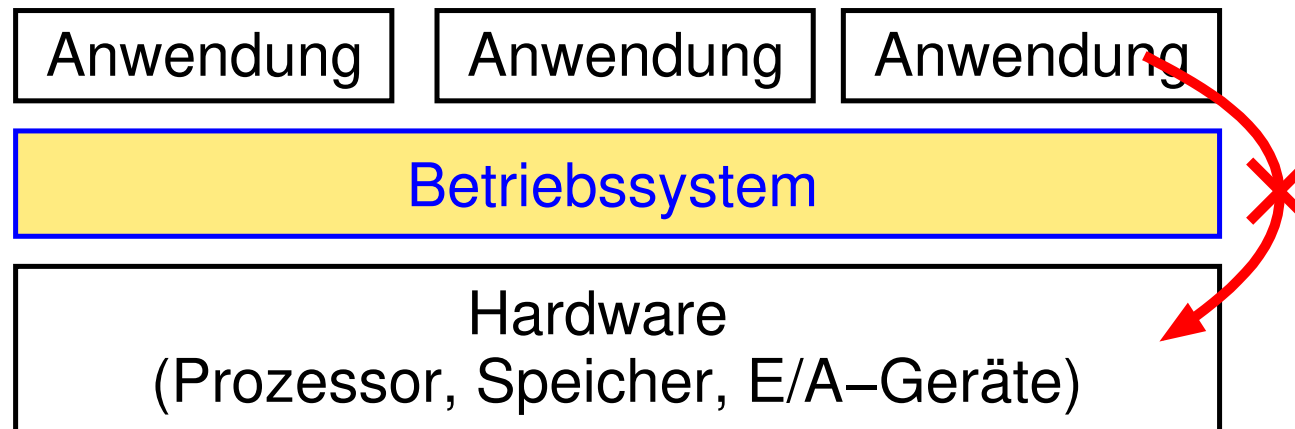 Anwendung Anwendung Anwendung
Betriebssystem
Hardware
(Prozessor, Speicher, E/A−Geräte)